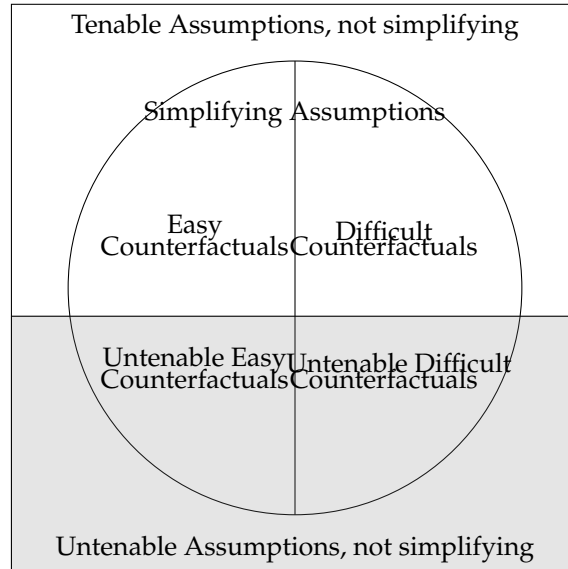 Tenable Assumptions, not simplifying
Simplifying Assumptions
Easy
Counterfactuals
Difficult
Counterfactuals
Untenable Easy
Counterfactuals
Untenable Difficult
Counterfactuals
Untenable Assumptions, not simplifying